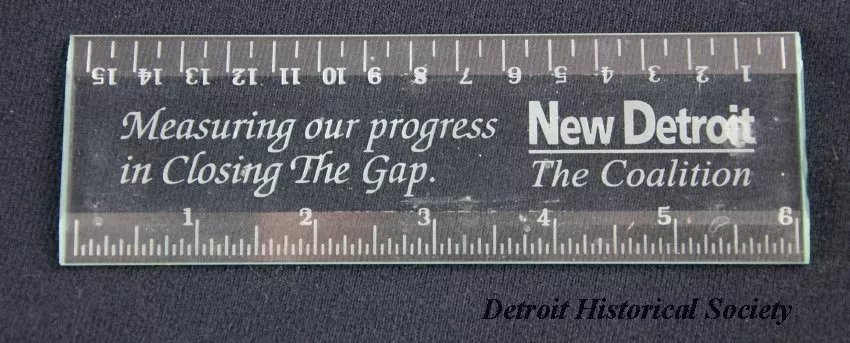 15 14 13 12 11 10 9 8 7 6 5 4 3 2 1
Measuring our progress
in Closing The Gap.
New Detroit
The Coalition
1 2 3 4 5 6
Detroit Historical Society